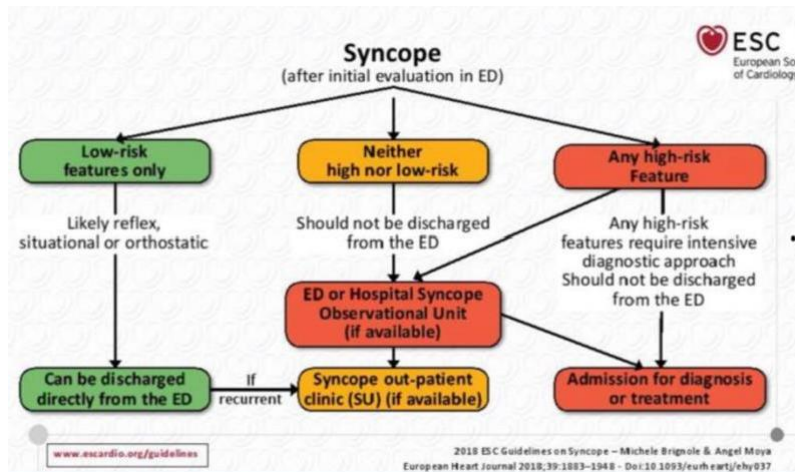 Syncope
(after initial evaluation in ED)
ESC
European So
of Cardiology
Low-risk
features only
Neither
high nor low-risk
Any high-risk
Feature
Likely reflex,
situational or orthostatic
Should not be discharged
from the ED
Any high-risk
features require intensive
diagnostic approach
Should not be discharged
from the ED
ED or Hospital Syncope
Observational Unit
(if available)
Can be discharged
directly from the ED
If
recurrent
Syncope out-patient
clinic (SU) (if available)
Admission for diagnosis
or treatment
www.escardio.org/guidelines
2018 ESC Guidelines on Syncope – Michele Brignole & Angel Moya
European Heart Journal 2018;39:1883–1948 - Doi:10.1093/eurheartj/ehy037